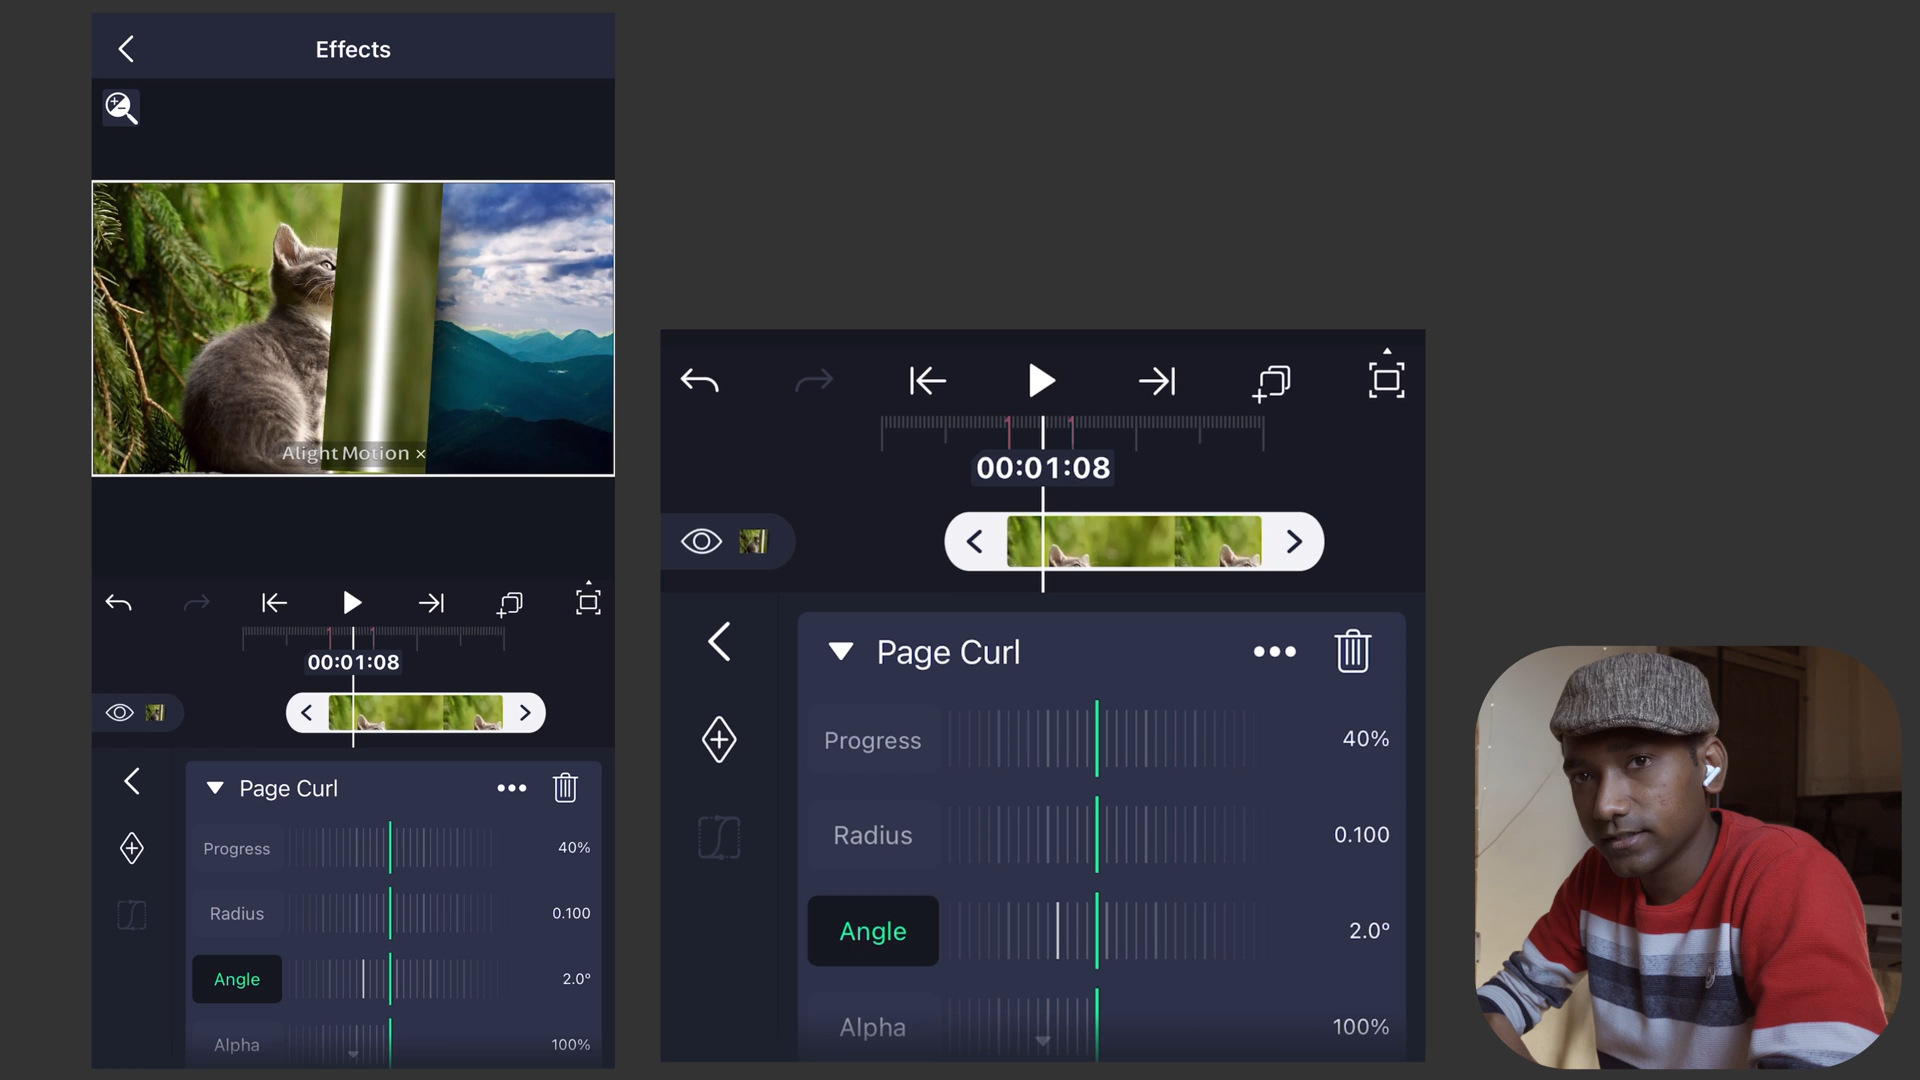 Effects
Alight Motion ×
00:01:08
Page Curl
Progress 40%
Radius 0.100
Angle 2.0°
Alpha 100%
00:01:08
Page Curl
Progress 40%
Radius 0.100
Angle 2.0°
Alpha 100%